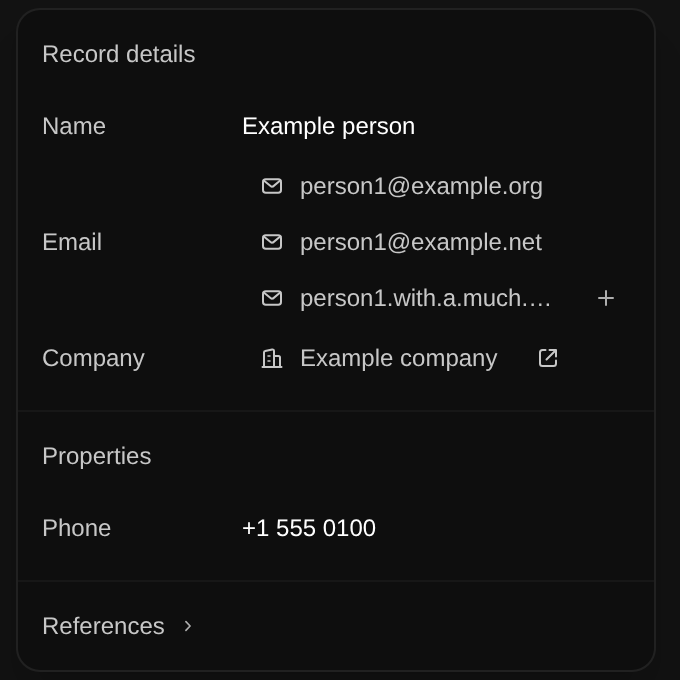 Record details
Name Example person
person1@example.org
Email person1@example.net
person1.with.a.much.…
Company Example company
Properties
Phone +1 555 0100
References